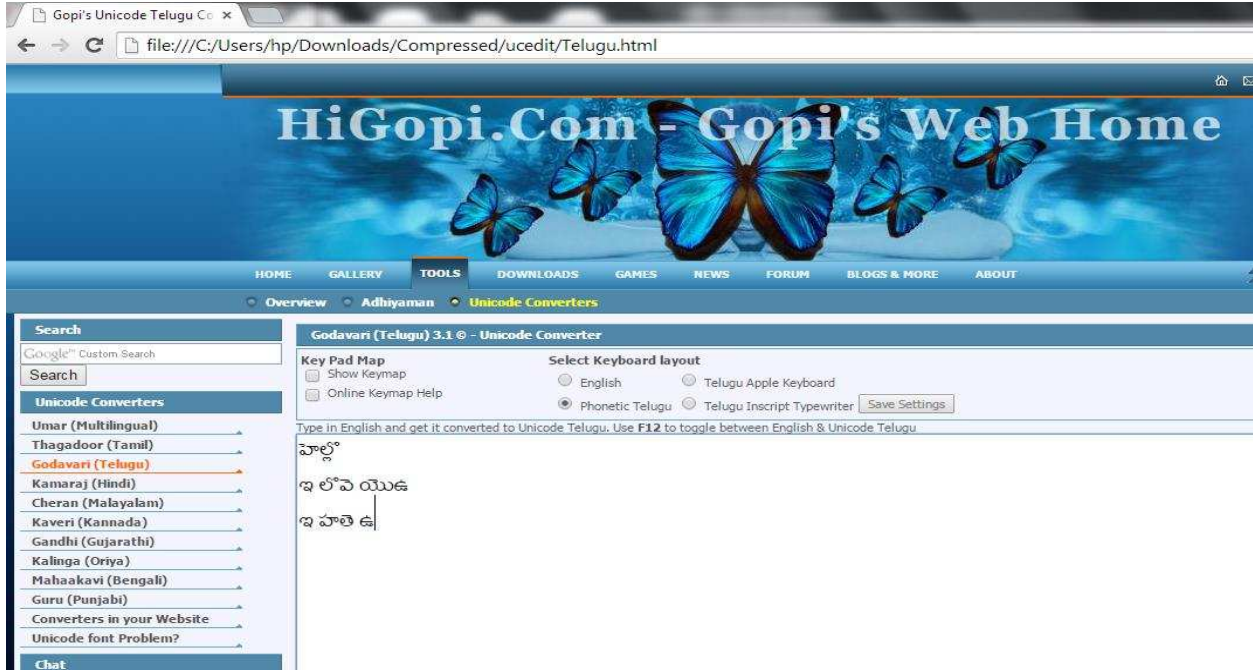 Gopi's Unicode Telugu Co
file:///C:/Users/hp/Downloads/Compressed/ucedit/Telugu.html
HiGopi.Com - Gopi's Web Home
HOME GALLERY TOOLS DOWNLOADS GAMES NEWS FORUM BLOGS & MORE ABOUT
Overview Adhiyaman Unicode Converters
Search
Google™ Custom Search
Search
Unicode Converters
Umar (Multilingual)
Thagadoor (Tamil)
Godavari (Telugu)
Kamaraj (Hindi)
Cheran (Malayalam)
Kaveri (Kannada)
Gandhi (Gujarathi)
Kalinga (Oriya)
Mahaakavi (Bengali)
Guru (Punjabi)
Converters in your Website
Unicode font Problem?
Chat
Godavari (Telugu) 3.1 © - Unicode Converter
Key Pad Map
Show Keymap
Online Keymap Help
Select Keyboard layout
English Telugu Apple Keyboard
Phonetic Telugu Telugu Inscript Typewriter Save Settings
Type in English and get it converted to Unicode Telugu. Use F12 to toggle between English & Unicode Telugu
హెల్లొ
ఇ లొవె యొఉ
ఇ హతె ఉ